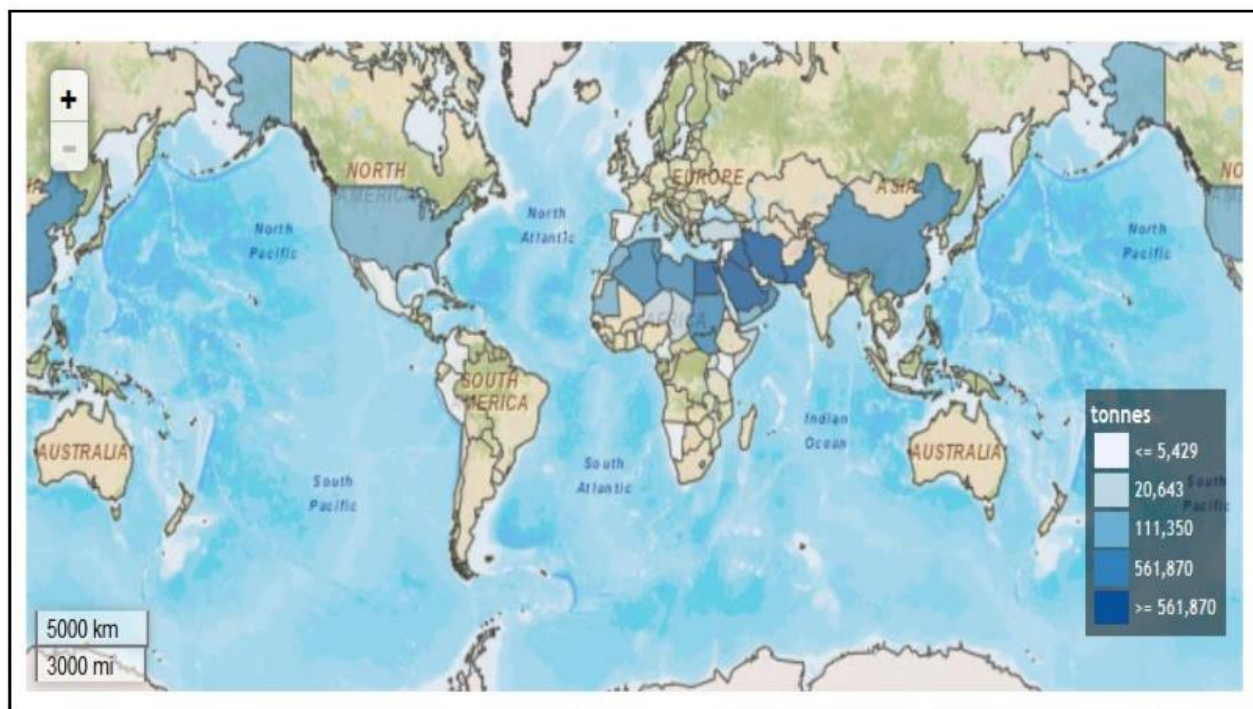 +
-
NORTH
AMERICA
North
Pacific
North
Atlantic
EUROPE
ASIA
North
Pacific
AFRICA
SOUTH
AMERICA
AUSTRALIA
South
Pacific
South
Atlantic
Indian
Ocean
AUSTRALIA
South
Pacific
tonnes
<= 5,429
20,643
111,350
561,870
>= 561,870
5000 km
3000 mi